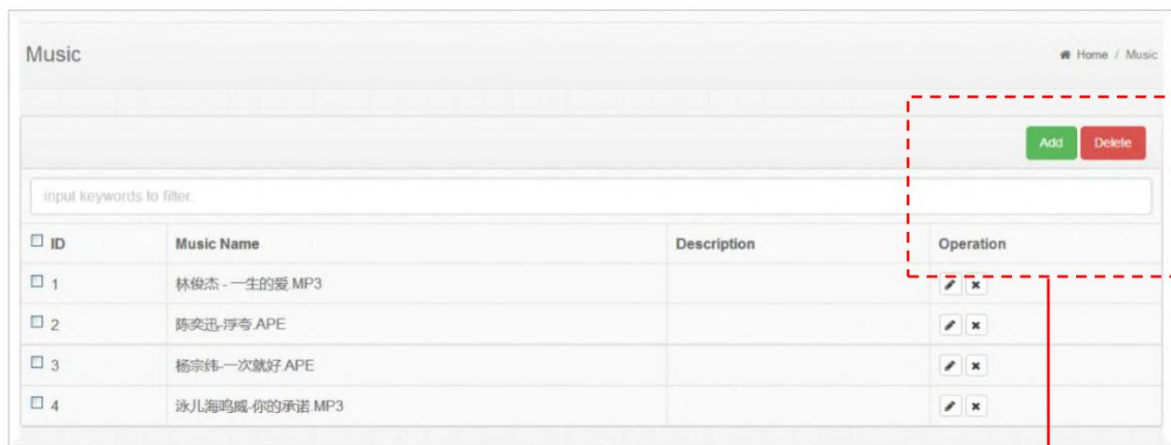 Music
Home / Music
Add Delete
input keywords to filter.
ID Music Name Description Operation
1 林俊杰 - 一生的爱.MP3
2 陈奕迅-浮夸.APE
3 杨宗纬-一次就好.APE
4 泳儿海鸣威-你的承诺.MP3